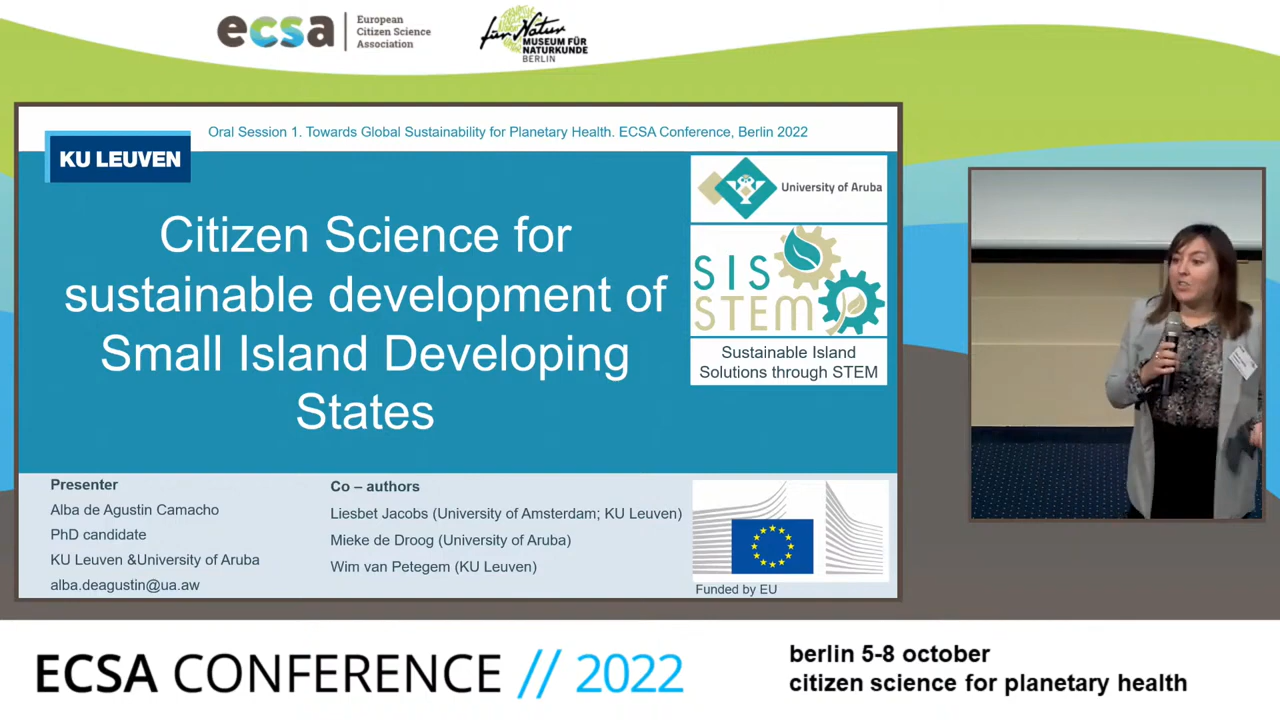 ecsa
European
Citizen Science
Association
für Natur
MUSEUM FÜR
NATURKUNDE
BERLIN
Oral Session 1. Towards Global Sustainability for Planetary Health. ECSA Conference, Berlin 2022
KU LEUVEN
University of Aruba
Citizen Science for
sustainable development of
Small Island Developing
States
SIS
STEM
Sustainable Island
Solutions through STEM
Presenter
Alba de Agustin Camacho
PhD candidate
KU Leuven &University of Aruba
alba.deagustin@ua.aw
Co – authors
Liesbet Jacobs (University of Amsterdam; KU Leuven)
Mieke de Droog (University of Aruba)
Wim van Petegem (KU Leuven)
Funded by EU
ECSA CONFERENCE // 2022
berlin 5-8 october
citizen science for planetary health